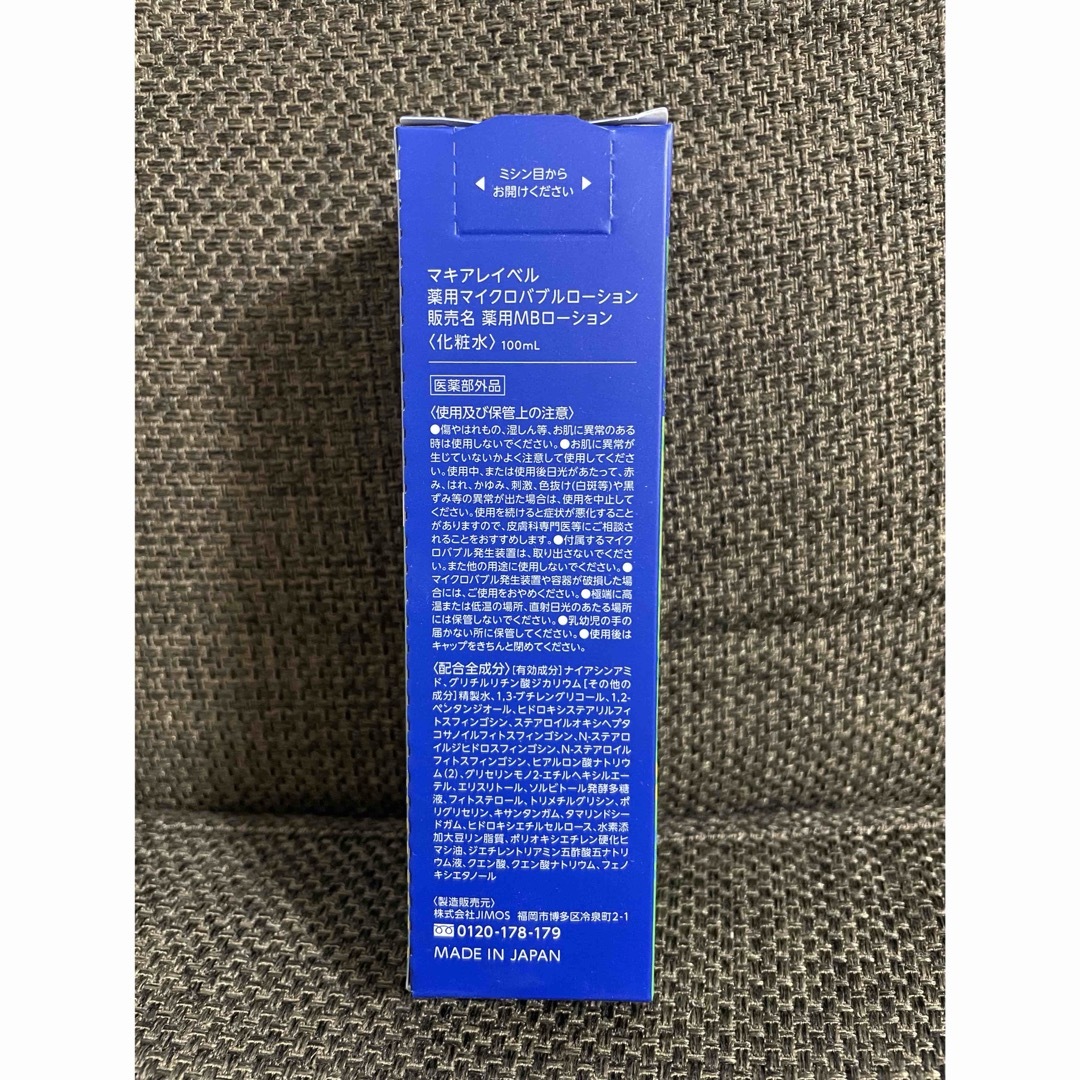 ミシン目から
お開けください
マキアレイベル
薬用マイクロバブルローション
販売名 薬用MBローション
〈化粧水〉100mL
医薬部外品
〈使用及び保管上の注意〉
●傷やはれもの、湿しん等、お肌に異常のある
時は使用しないでください。●お肌に異常が
生じていないかよく注意して使用してくださ
い。使用中、または使用後日光があたって、赤
み、はれ、かゆみ、刺激、色抜け(白斑等)や黒
ずみ等の異常が出た場合は、使用を中止して
ください。使用を続けると症状が悪化すること
がありますので、皮膚科専門医等にご相談さ
れることをおすすめします。●付属するマイク
ロバブル発生装置は、取り出さないでくださ
い。また他の用途に使用しないでください。●
マイクロバブル発生装置や容器が破損した場
合には、ご使用をおやめください。●極端に高
温または低温の場所、直射日光のあたる場所
には保管しないでください。●乳幼児の手の
届かない所に保管してください。●使用後は
キャップをきちんと閉めてください。
〈配合全成分〉[有効成分]ナイアシンアミ
ド、グリチルリチン酸ジカリウム[その他の
成分]精製水、1,3-ブチレングリコール、1,2-
ペンタンジオール、ヒドロキシステアリルフィ
トスフィンゴシン、ステアロイルオキシヘプタ
コサノイルフィトスフィンゴシン、N-ステアロ
イルジヒドロスフィンゴシン、N-ステアロイル
フィトスフィンゴシン、ヒアルロン酸ナトリウ
ム(2)、グリセリンモノ2-エチルヘキシルエー
テル、エリスリトール、ソルビトール発酵多糖
液、フィトステロール、トリメチルグリシン、ポ
リグリセリン、キサンタンガム、タマリンドシー
ドガム、ヒドロキシエチルセルロース、水素添
加大豆リン脂質、ポリオキシエチレン硬化ヒ
マシ油、ジエチレントリアミン五酢酸五ナトリ
ウム液、クエン酸、クエン酸ナトリウム、フェノ
キシエタノール
〈製造販売元〉
株式会社JIMOS 福岡市博多区冷泉町2-1
0120-178-179
MADE IN JAPAN